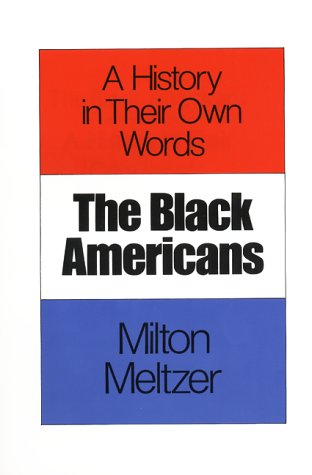 A History
in Their Own
Words
The Black
Americans
Milton
Meltzer